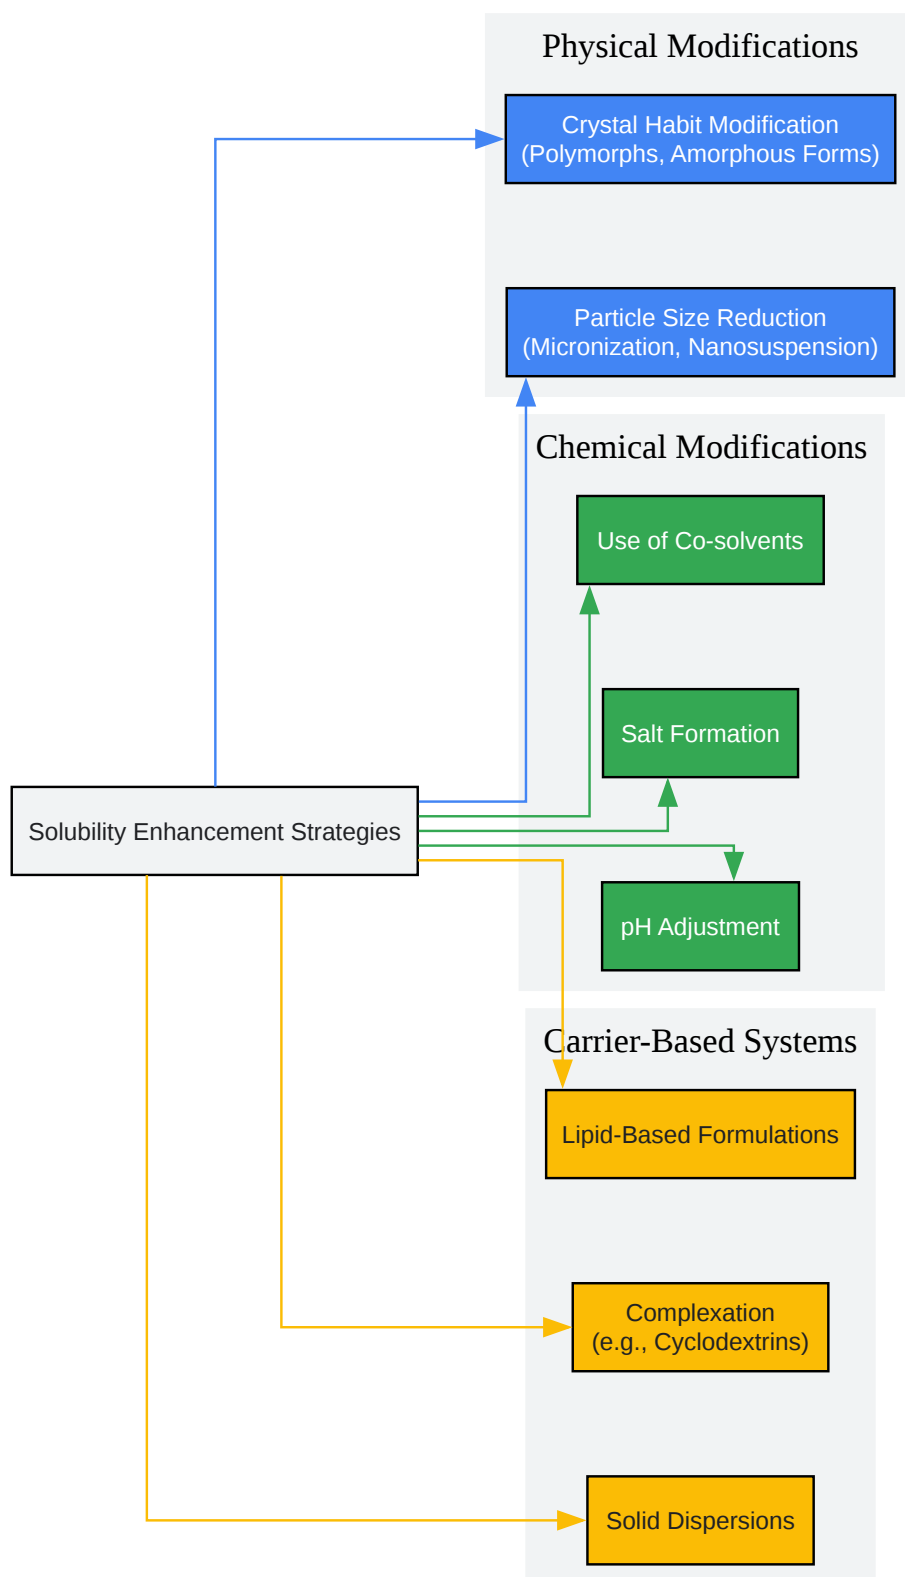 Physical Modifications
Crystal Habit Modification
(Polymorphs, Amorphous Forms)
Particle Size Reduction
(Micronization, Nanosuspension)
Chemical Modifications
Use of Co-solvents
Salt Formation
Solubility Enhancement Strategies
pH Adjustment
Carrier-Based Systems
Lipid-Based Formulations
Complexation
(e.g., Cyclodextrins)
Solid Dispersions